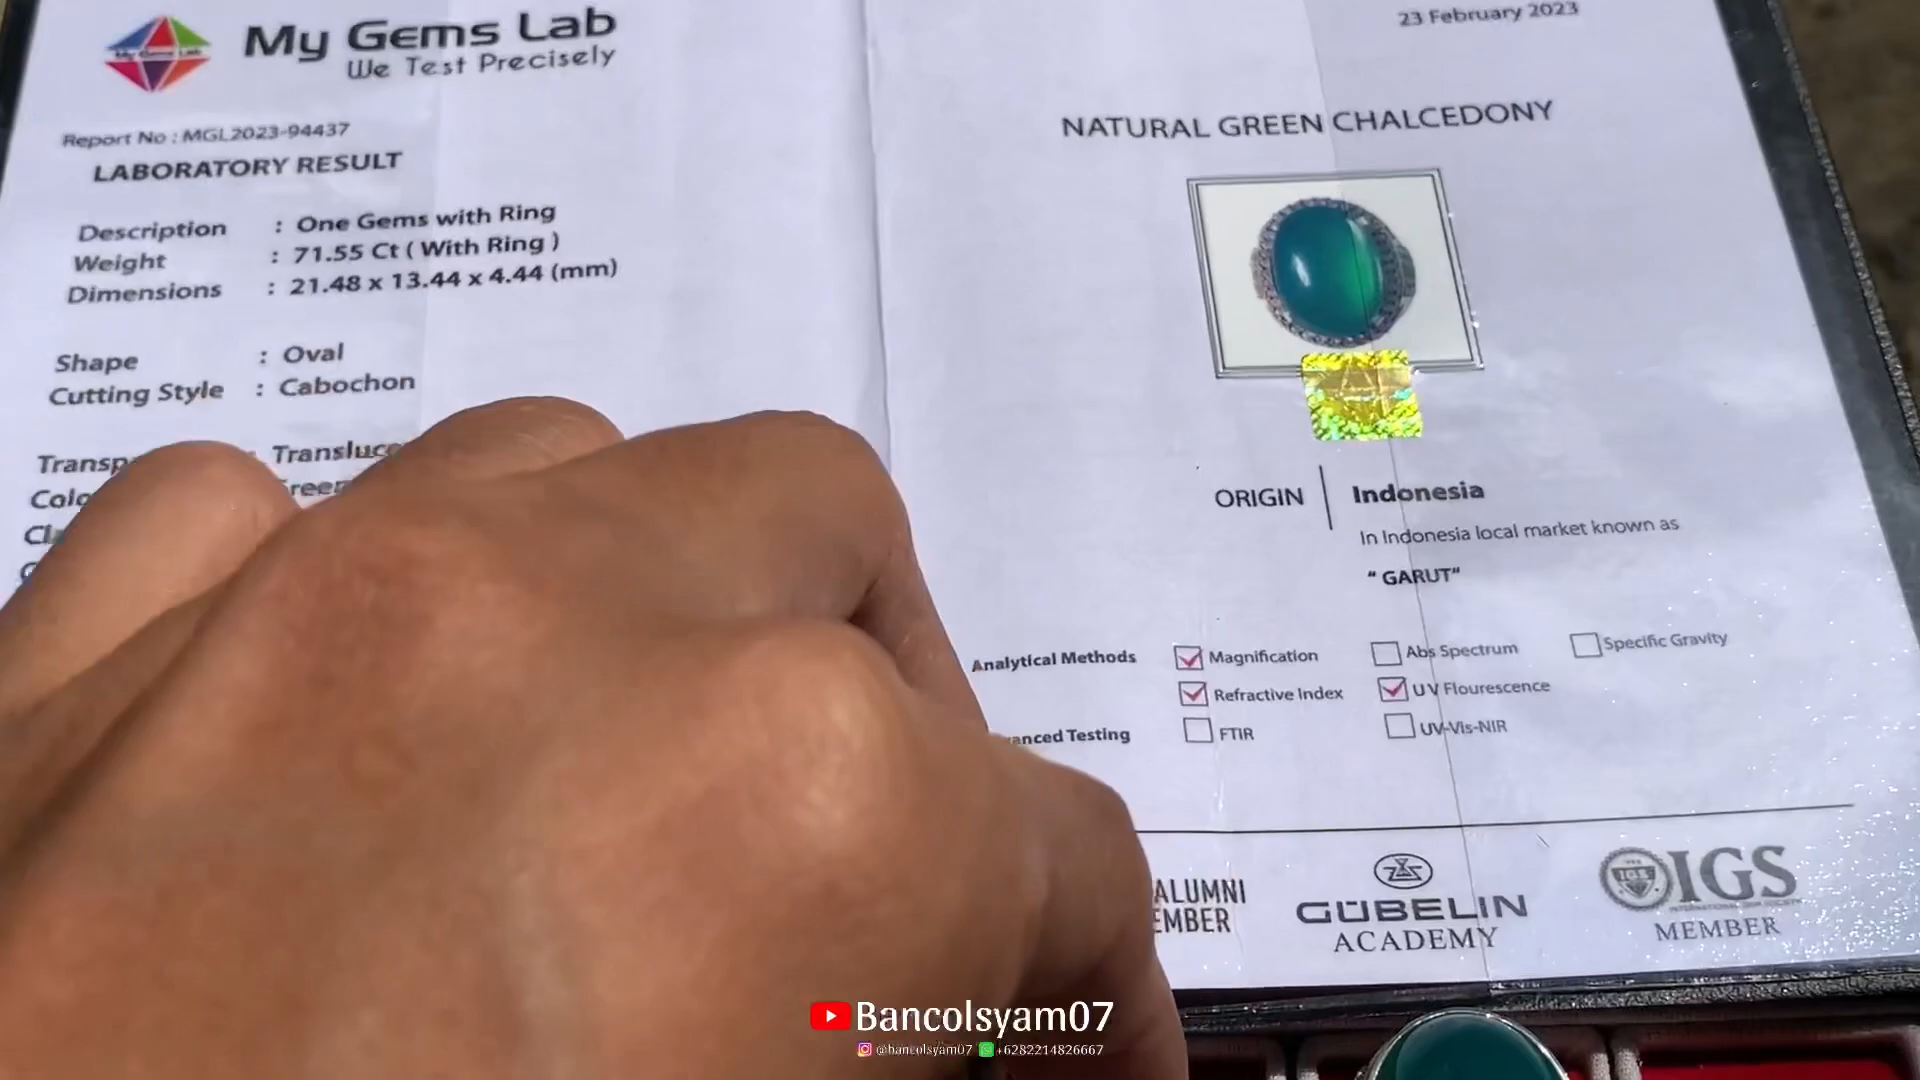 My Gems Lab
We Test Precisely
Report No : MGL2023-94437
LABORATORY RESULT
Description : One Gems with Ring
Weight : 71.55 Ct ( With Ring )
Dimensions : 21.48 x 13.44 x 4.44 (mm)
Shape : Oval
Cutting Style : Cabochon
23 February 2023
NATURAL GREEN CHALCEDONY
ORIGIN | Indonesia
In Indonesia local market known as
" GARUT"
Analytical Methods Magnification Abs Spectrum Specific Gravity
Refractive Index UV Flourescence
Testing FTIR UV-Vis-NIR
ALUMNI
GÜBELIN
ACADEMY
IGS
MEMBER
Bancolsyam07
@bancolsyam07 +6282214826667